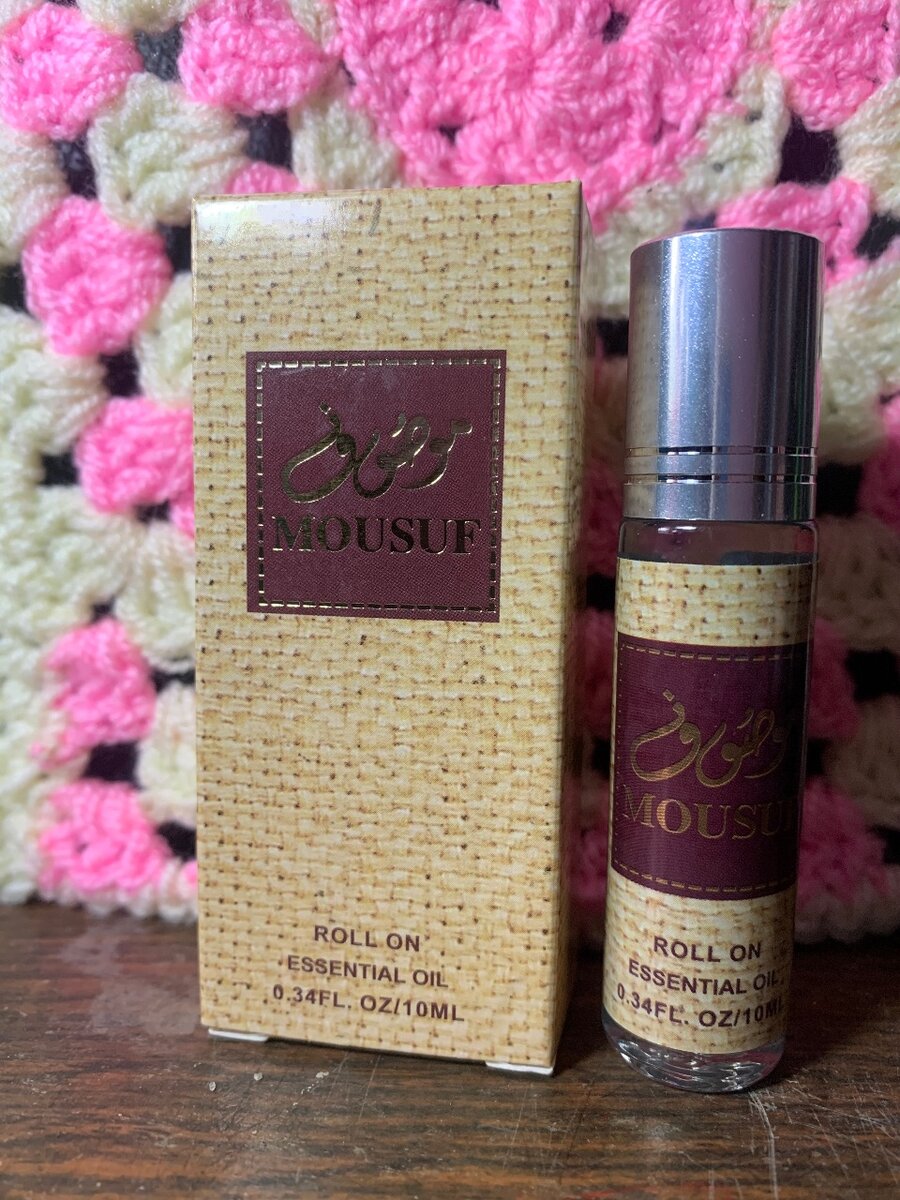 موصوف
MOUSUF
ROLL ON
ESSENTIAL OIL
0.34FL. OZ/10ML
موصوف
MOUSUF
ROLL ON
ESSENTIAL OIL
0.34FL. OZ/10ML